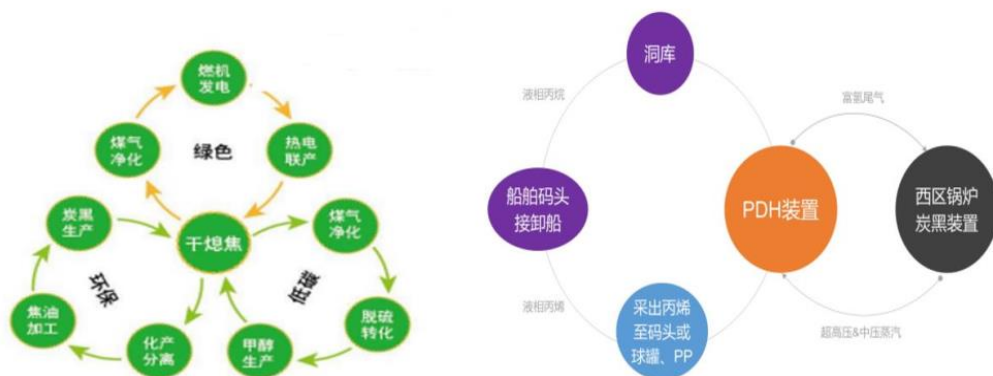 燃机
发电
煤气
净化
绿色
热电
联产
炭黑
生产
干熄焦
煤气
净化
环保
低碳
焦油
加工
化产
分离
甲醇
生产
脱硫
转化
洞库
液相丙烷
富氢尾气
船舶码头
接卸船
PDH装置
西区锅炉
炭黑装置
液相丙烯
采出丙烯
至码头或
球罐、PP
超高压&中压蒸汽